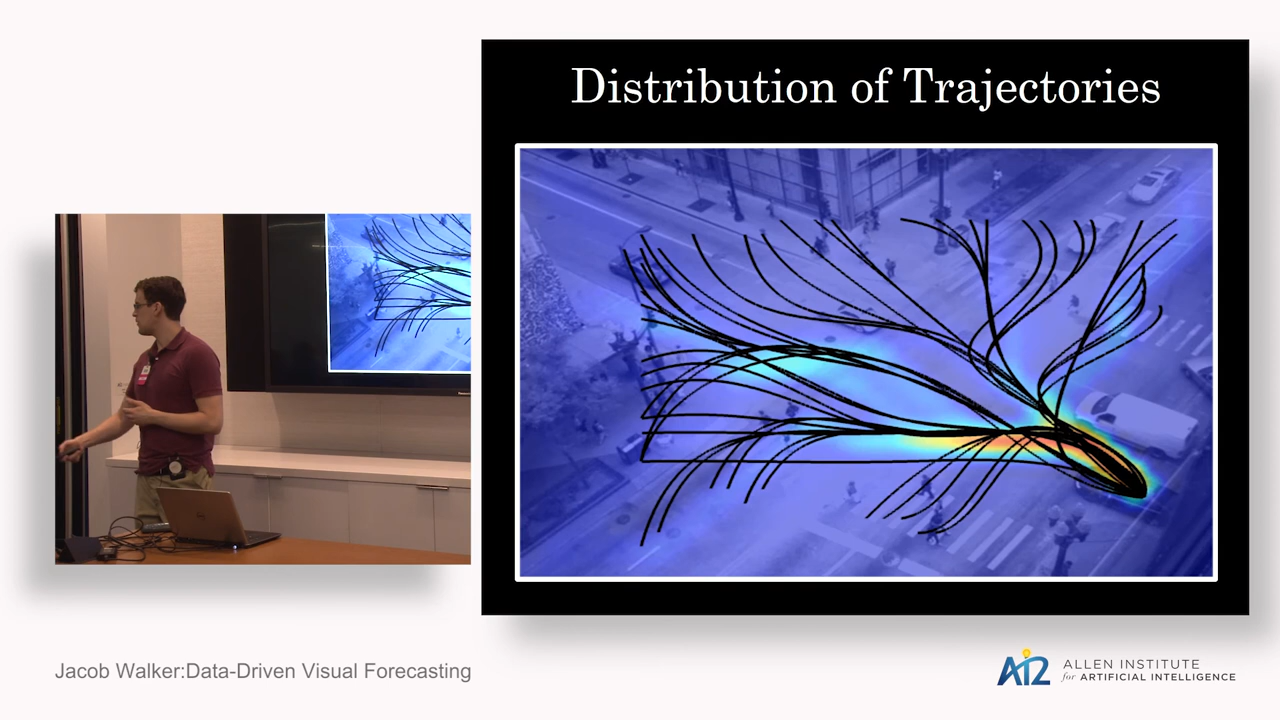 Distribution of Trajectories
Jacob Walker:Data-Driven Visual Forecasting
AI2 ALLEN INSTITUTE
for ARTIFICIAL INTELLIGENCE